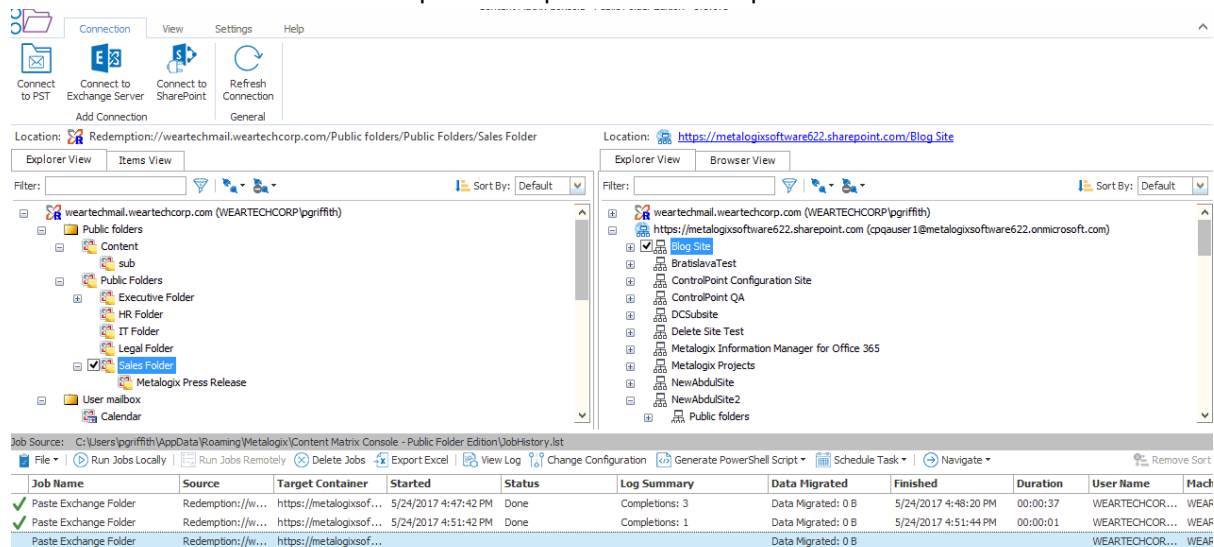 Connection View Settings Help
Connect to PST
Connect to Exchange Server
Connect to SharePoint
Refresh Connection
Add Connection General
Location: Redemption://weartechmail.weartechcorp.com/Public folders/Public Folders/Sales Folder
Location: https://metalogixsoftware622.sharepoint.com/Blog Site
Explorer View Items View
Explorer View Browser View
Filter: Sort By: Default
Filter: Sort By: Default
weartechmail.weartechcorp.com (WEARTECHCORP\pgriffith)
Public folders
Content
sub
Public Folders
Executive Folder
HR Folder
IT Folder
Legal Folder
Sales Folder
Metalogix Press Release
User mailbox
Calendar
weartechmail.weartechcorp.com (WEARTECHCORP\pgriffith)
https://metalogixsoftware622.sharepoint.com (cpqauser1@metalogixsoftware622.onmicrosoft.com)
Blog Site
BratislavaTest
ControlPoint Configuration Site
ControlPoint QA
DCSubsite
Delete Site Test
Metalogix Information Manager for Office 365
Metalogix Projects
NewAbdulSite
NewAbdulSite2
Public folders
Job Source: C:\Users\pgriffith\AppData\Roaming\Metalogix\Content Matrix Console - Public Folder Edition\JobHistory.lst
File Run Jobs Locally Run Jobs Remotely Delete Jobs Export Excel View Log Change Configuration Generate PowerShell Script Schedule Task Navigate Remove Sort
Job Name Source Target Container Started Status Log Summary Data Migrated Finished Duration User Name Mach
Paste Exchange Folder Redemption://w... https://metalogixsof... 5/24/2017 4:47:42 PM Done Completions: 3 Data Migrated: 0 B 5/24/2017 4:48:20 PM 00:00:37 WEARTECHCOR... WEAR
Paste Exchange Folder Redemption://w... https://metalogixsof... 5/24/2017 4:51:42 PM Done Completions: 1 Data Migrated: 0 B 5/24/2017 4:51:44 PM 00:00:01 WEARTECHCOR... WEAR
Paste Exchange Folder Redemption://w... https://metalogixsof... Data Migrated: 0 B WEARTECHCOR... WEAR